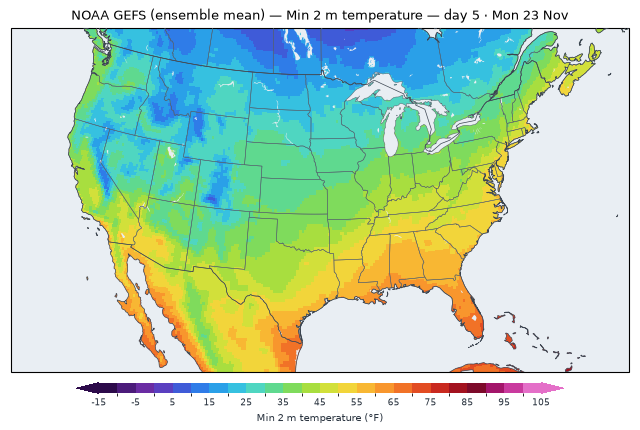 NOAA GEFS (ensemble mean) — Min 2 m temperature — day 5 · Mon 23 Nov
-15 -5 5 15 25 35 45 55 65 75 85 95 105
Min 2 m temperature (°F)